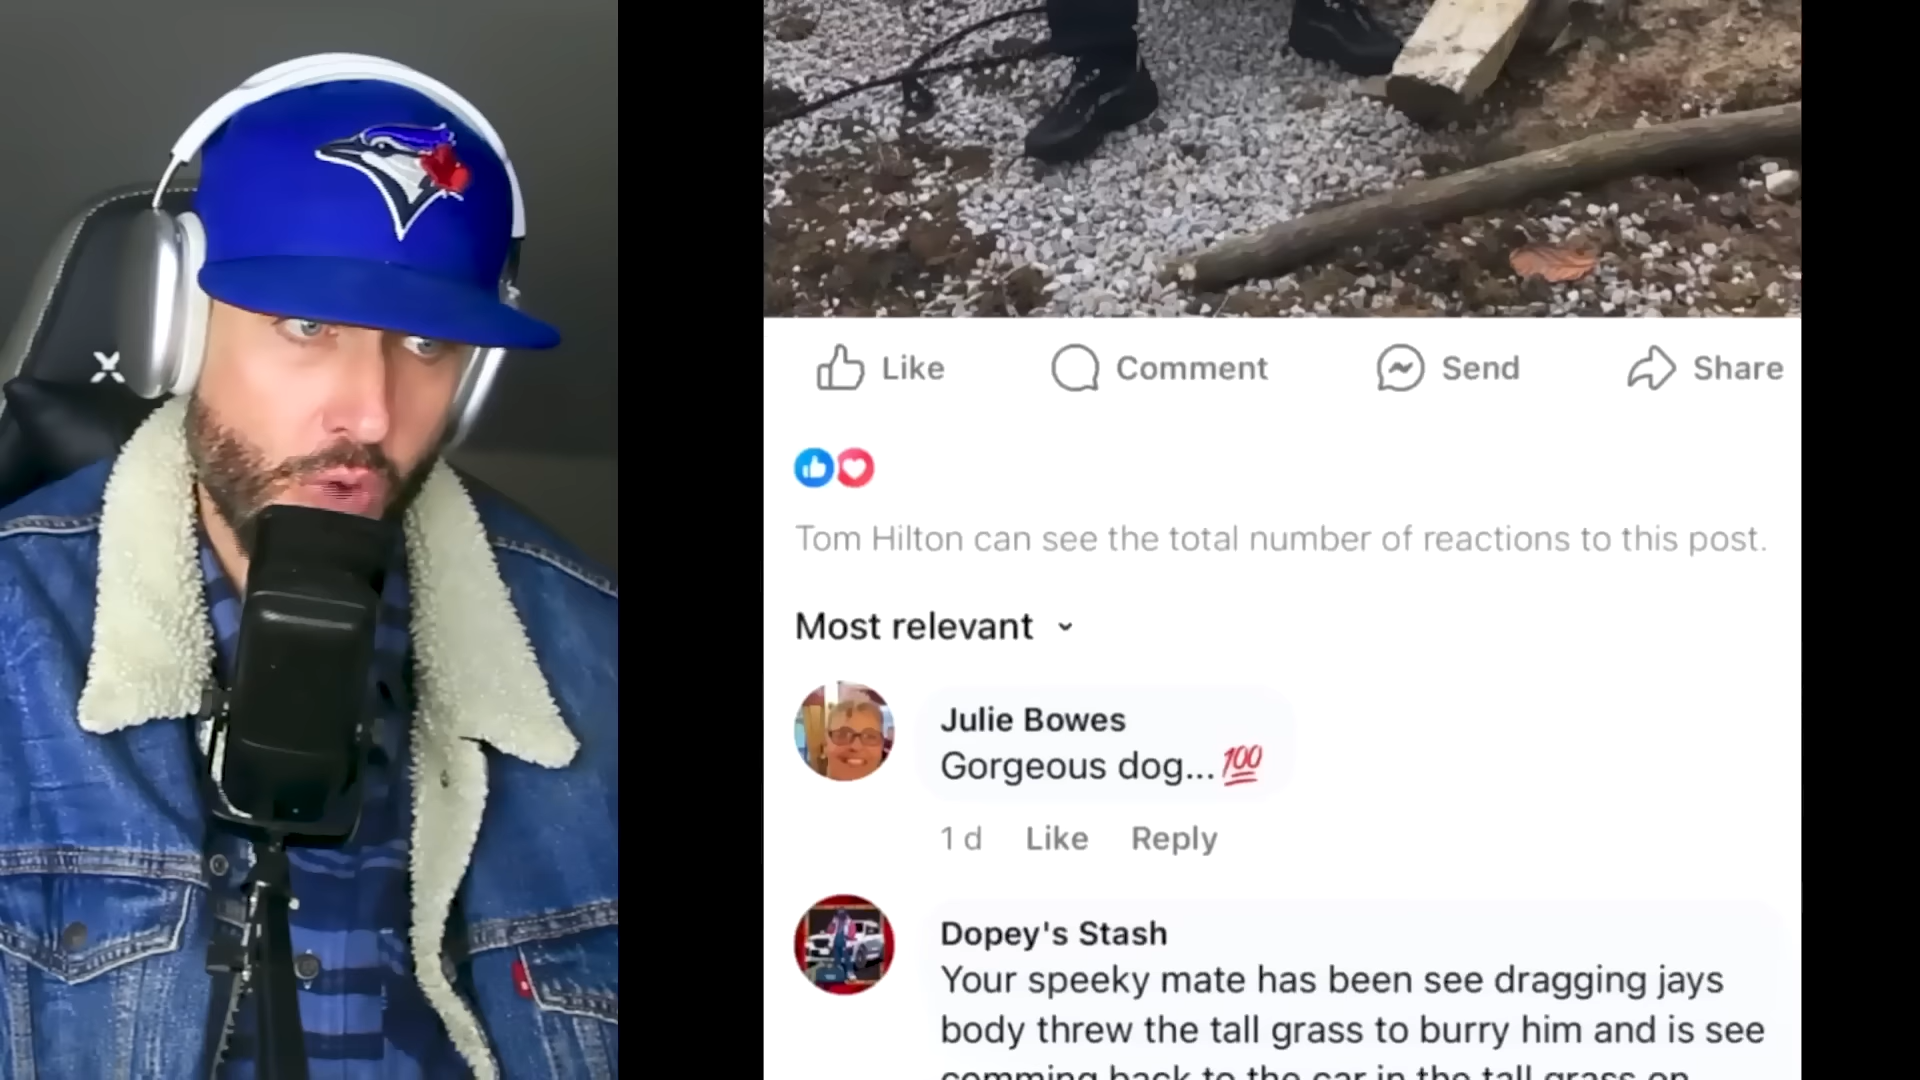 X
Like
Comment
Send
Share
Tom Hilton can see the total number of reactions to this post.
Most relevant
Julie Bowes
Gorgeous dog...💯
1 d Like Reply
Dopey's Stash
Your speeky mate has been see dragging jays
body threw the tall grass to burry him and is see
comming back to the car in the tall grass on